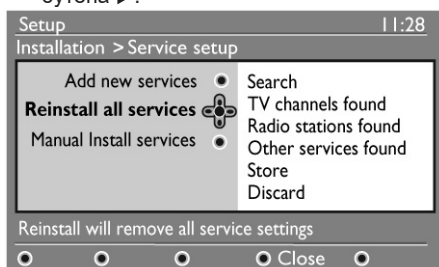 Setup 11:28
Installation > Service setup
Add new services
Reinstall all services
Manual Install services
Search
TV channels found
Radio stations found
Other services found
Store
Discard
Reinstall will remove all service settings
Close